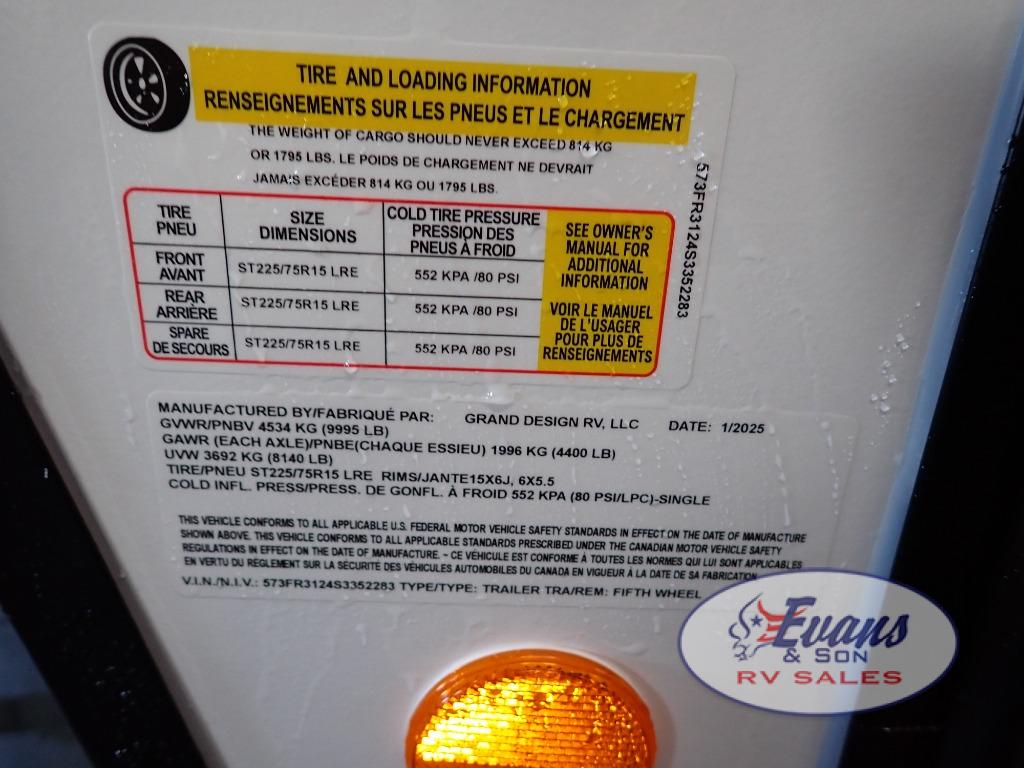 TIRE AND LOADING INFORMATION
RENSEIGNEMENTS SUR LES PNEUS ET LE CHARGEMENT
THE WEIGHT OF CARGO SHOULD NEVER EXCEED 814 KG
OR 1795 LBS. LE POIDS DE CHARGEMENT NE DEVRAIT
JAMAIS EXCÉDER 814 KG OU 1795 LBS.
TIRE
PNEU
SIZE
DIMENSIONS
COLD TIRE PRESSURE
PRESSION DES
PNEUS À FROID
FRONT
AVANT
ST225/75R15 LRE
552 KPA /80 PSI
REAR
ARRIÈRE
ST225/75R15 LRE
552 KPA /80 PSI
SPARE
DE SECOURS
ST225/75R15 LRE
552 KPA /80 PSI
SEE OWNER'S
MANUAL FOR
ADDITIONAL
INFORMATION
VOIR LE MANUEL
DE L'USAGER
POUR PLUS DE
RENSEIGNEMENTS
573FR3124S3352283
MANUFACTURED BY/FABRIQUÉ PAR: GRAND DESIGN RV, LLC DATE: 1/2025
GVWR/PNBV 4534 KG (9995 LB)
GAWR (EACH AXLE)/PNBE(CHAQUE ESSIEU) 1996 KG (4400 LB)
UVW 3692 KG (8140 LB)
TIRE/PNEU ST225/75R15 LRE RIMS/JANTE15X6J, 6X5.5
COLD INFL. PRESS/PRESS. DE GONFL. À FROID 552 KPA (80 PSI/LPC)-SINGLE
THIS VEHICLE CONFORMS TO ALL APPLICABLE U.S. FEDERAL MOTOR VEHICLE SAFETY STANDARDS IN EFFECT ON THE DATE OF MANUFACTURE
SHOWN ABOVE. THIS VEHICLE CONFORMS TO ALL APPLICABLE STANDARDS PRESCRIBED UNDER THE CANADIAN MOTOR VEHICLE SAFETY
REGULATIONS IN EFFECT ON THE DATE OF MANUFACTURE. - CE VÉHICULE EST CONFORME À TOUTES LES NORMES QUI LUI SONT APPLICABLES
EN VERTU DU REGLEMENT SUR LA SÉCURITÉ DES VÉHICULES AUTOMOBILES DU CANADA EN VIGUEUR À LA DATE DE SA FABRICATION
V.I.N./N.I.V.: 573FR3124S3352283 TYPE/TYPE: TRAILER TRA/REM: FIFTH WHEEL
Evans
& SON
RV SALES